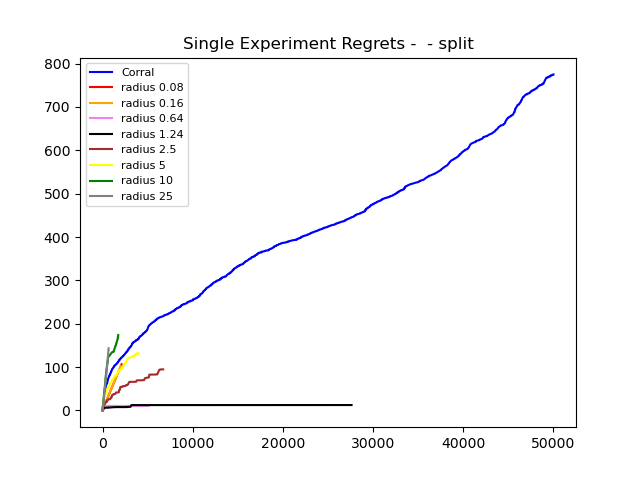 Single Experiment Regrets -  - split
800
700
600
500
400
300
200
100
0
Corral
radius 0.08
radius 0.16
radius 0.64
radius 1.24
radius 2.5
radius 5
radius 10
radius 25
0 10000 20000 30000 40000 50000